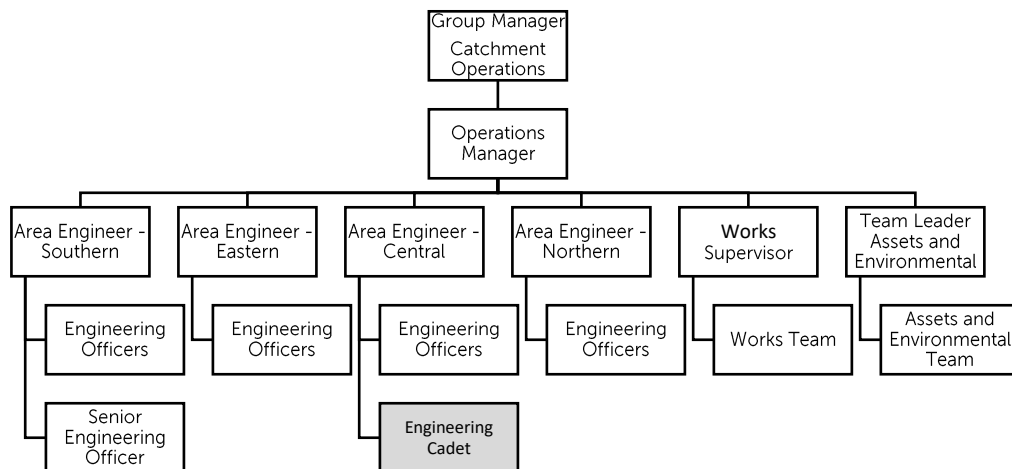 Group Manager
Catchment
Operations
Operations
Manager
Area Engineer -
Southern
Area Engineer -
Eastern
Area Engineer -
Central
Area Engineer -
Northern
Works
Supervisor
Team Leader
Assets and
Environmental
Engineering
Officers
Engineering
Officers
Engineering
Officers
Engineering
Officers
Works Team
Assets and
Environmental
Team
Senior
Engineering
Officer
Engineering
Cadet